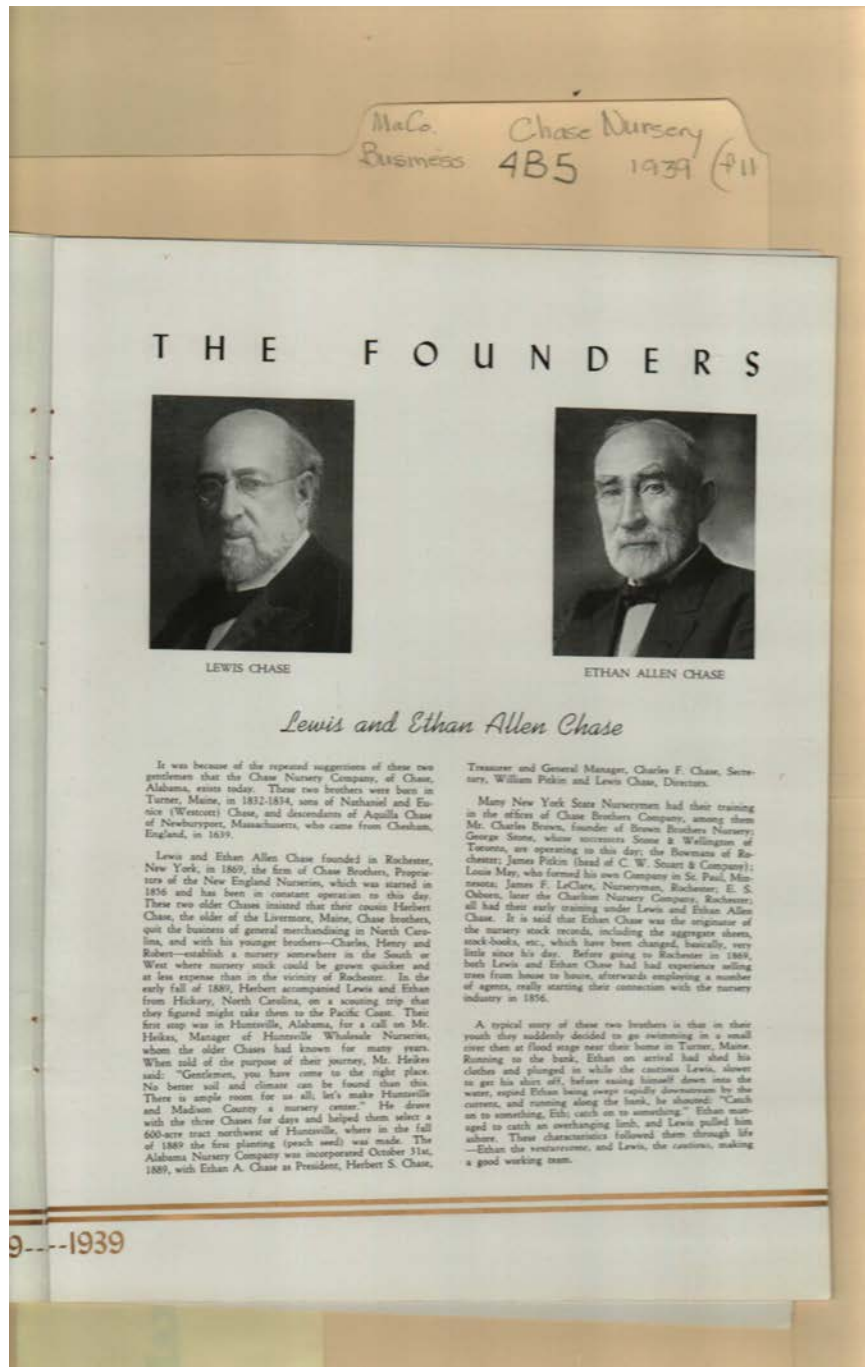 MaCo. Chase Nursery
Business 4B5 1939 (f11
THE FOUNDERS
LEWIS CHASE
ETHAN ALLEN CHASE
Lewis and Ethan Allen Chase
It was because of the repeated suggestions of these two
gentlemen that the Chase Nursery Company, of Chase,
Alabama, exists today. These two brothers were born in
Turner, Maine, in 1832-1834, sons of Nathaniel and Eu-
nice (Westcott) Chase, and descendants of Aquilla Chase
of Newburyport, Massachusetts, who came from Chesham,
England, in 1639.
Lewis and Ethan Allen Chase founded in Rochester,
New York, in 1869, the firm of Chase Brothers, Proprie-
tors of the New England Nurseries, which was started in
1856 and has been in constant operation to this day.
These two older Chases insisted that their cousin Herbert
Chase, the older of the Livermore, Maine, Chase brothers,
quit the business of general merchandising in North Caro-
lina, and with his younger brothers—Charles, Henry and
Robert—establish a nursery somewhere in the South or
West where nursery stock could be grown quicker and
at less expense than in the vicinity of Rochester. In the
early fall of 1889, Herbert accompanied Lewis and Ethan
from Hickory, North Carolina, on a scouting trip that
they figured might take them to the Pacific Coast. Their
first stop was in Huntsville, Alabama, for a call on Mr.
Heikes, Manager of Huntsville Wholesale Nurseries,
whom the older Chases had known for many years.
When told of the purpose of their journey, Mr. Heikes
said: "Gentlemen, you have come to the right place.
No better soil and climate can be found than this.
There is ample room for us all; let's make Huntsville
and Madison County a nursery center." He drove
with the three Chases for days and helped them select a
600-acre tract northwest of Huntsville, where in the fall
of 1889 the first planting (peach seed) was made. The
Alabama Nursery Company was incorporated October 31st,
1889, with Ethan A. Chase as President, Herbert S. Chase,
Treasurer and General Manager, Charles F. Chase, Secre-
tary, William Pitkin and Lewis Chase, Directors.
Many New York State Nurserymen had their training
in the offices of Chase Brothers Company, among them
Mr. Charles Brown, founder of Brown Brothers Nursery;
George Stone, whose successors Stone & Wellington of
Toronto, are operating to this day; the Bowmans of Ro-
chester; James Pitkin (head of C. W. Stuart & Company);
Louie May, who formed his own Company in St. Paul, Min-
nesota; James F. LeClare, Nurseryman, Rochester; E. S.
Osborn, later the Charlton Nursery Company, Rochester;
all had their early training under Lewis and Ethan Allen
Chase. It is said that Ethan Chase was the originator of
the nursery stock records, including the aggregate sheets,
stock-books, etc., which have been changed, basically, very
little since his day. Before going to Rochester in 1869,
both Lewis and Ethan Chase had had experience selling
trees from house to house, afterwards employing a number
of agents, really starting their connection with the nursery
industry in 1856.
A typical story of these two brothers is that in their
youth they suddenly decided to go swimming in a small
river then at flood stage near their home in Turner, Maine.
Running to the bank, Ethan on arrival had shed his
clothes and plunged in while the cautious Lewis, slower
to get his shirt off, before easing himself down into the
water, espied Ethan being swept rapidly downstream by the
current, and running along the bank, he shouted: "Catch
on to something, Eth; catch on to something." Ethan man-
aged to catch an overhanging limb, and Lewis pulled him
ashore. These characteristics followed them through life
—Ethan the venturesome, and Lewis, the cautious, making
a good working team.
9----1939